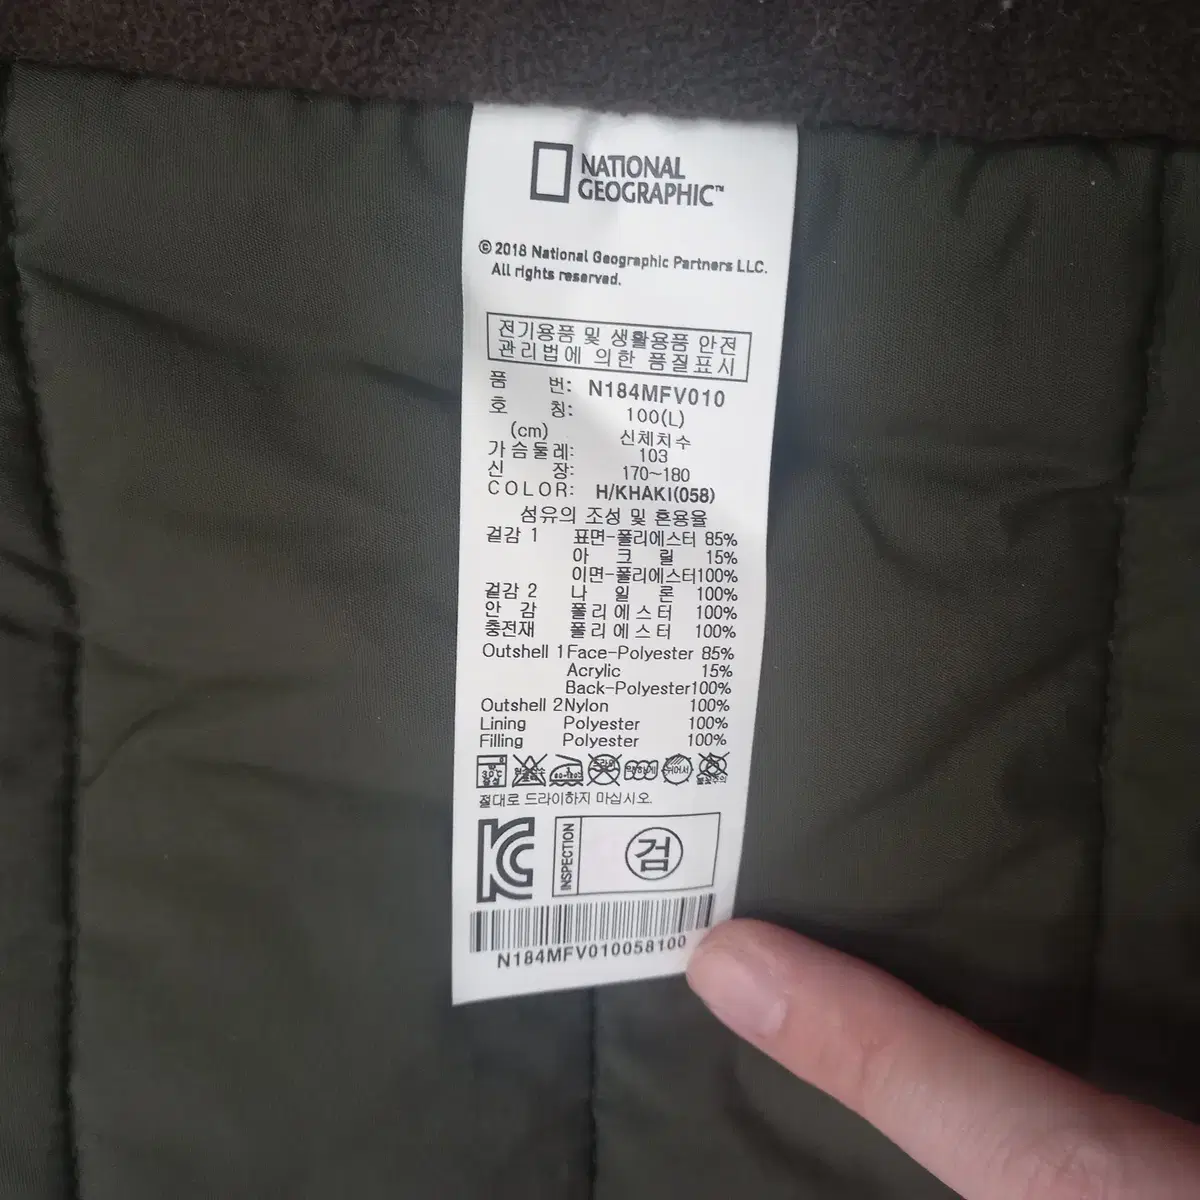 NATIONAL
GEOGRAPHIC™
© 2018 National Geographic Partners LLC.
All rights reserved.
전기용품 및 생활용품 안전
관리법에 의한 품질표시
품 번: N184MFV010
호 칭: 100(L)
(cm) 신체치수
가슴둘레: 103
신 장: 170~180
COLOR: H/KHAKI(058)
섬유의 조성 및 혼용율
겉감 1 표면-폴리에스터 85%
아 크 릴 15%
이면-폴리에스터100%
겉감 2 나 일 론 100%
안 감 폴리에스터 100%
충전재 폴리에스터 100%
Outshell 1 Face-Polyester 85%
Acrylic 15%
Back-Polyester100%
Outshell 2 Nylon 100%
Lining Polyester 100%
Filling Polyester 100%
절대로 드라이하지 마십시오.
KC INSPECTION 검
N184MFV010058100